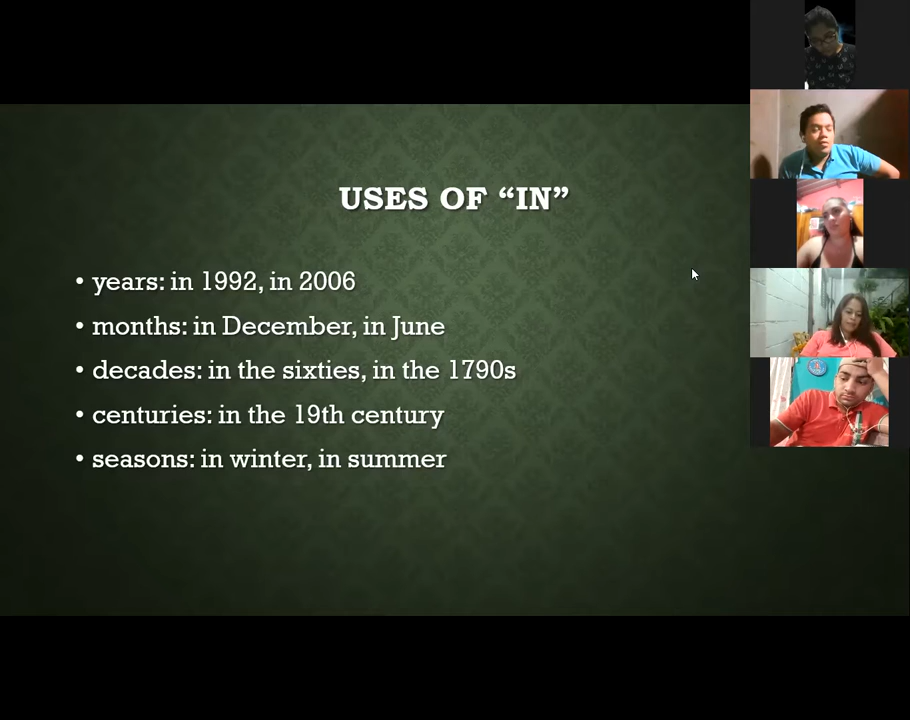 USES OF “IN”
• years: in 1992, in 2006
• months: in December, in June
• decades: in the sixties, in the 1790s
• centuries: in the 19th century
• seasons: in winter, in summer